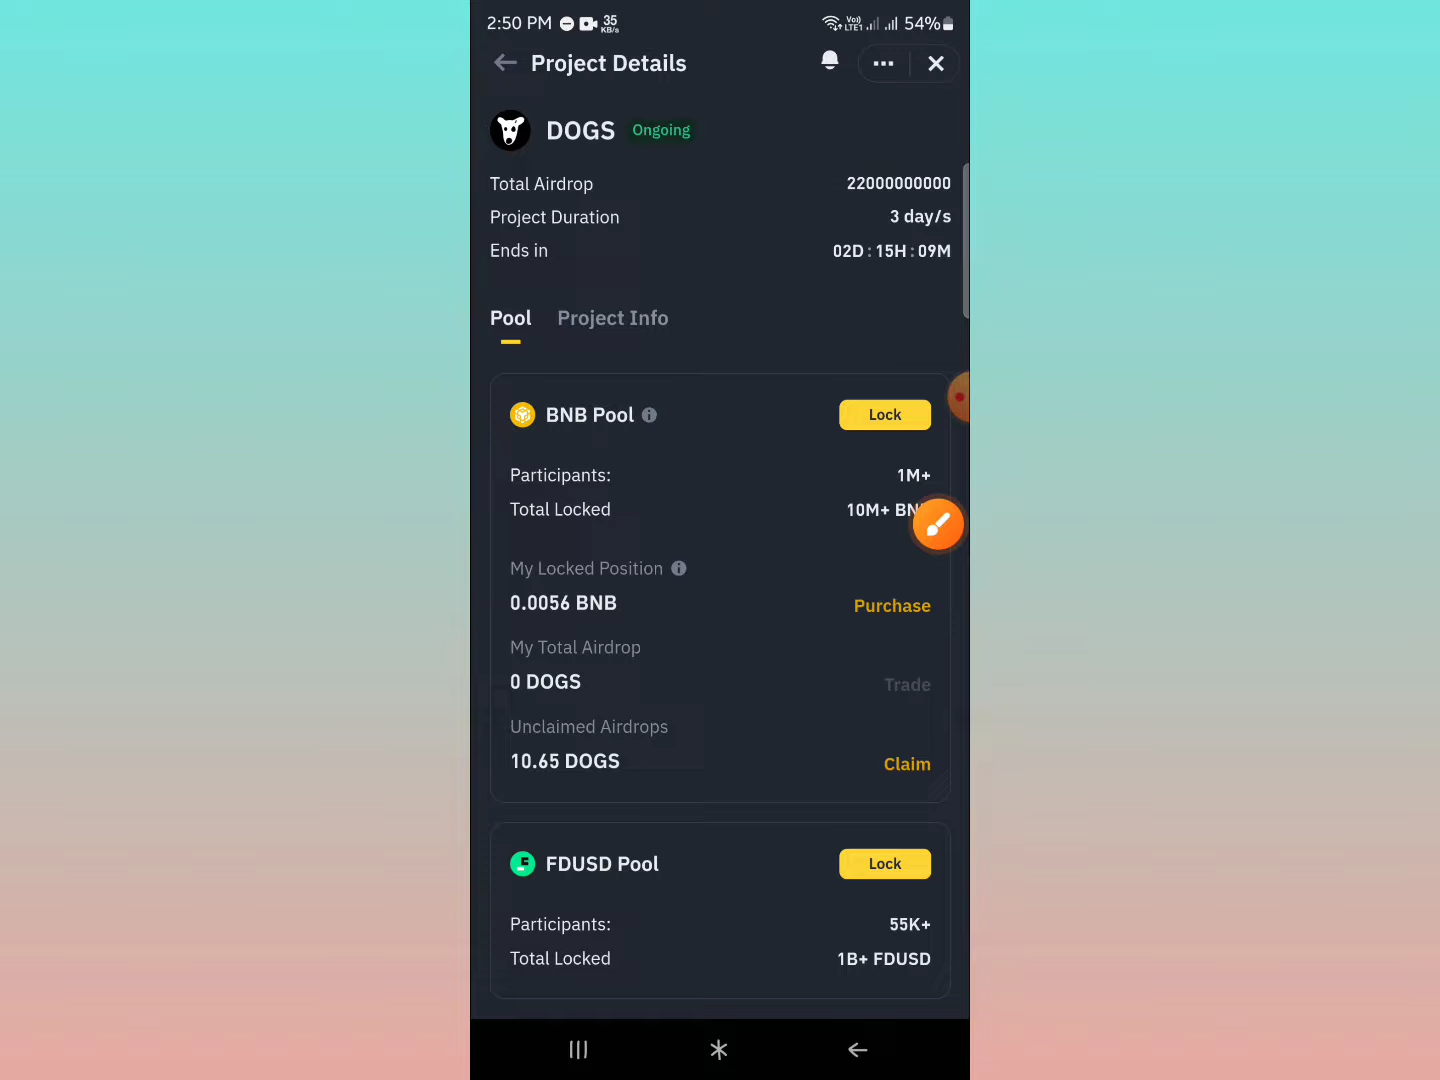 2:50 PM 35 KB/s Vo) LTE1 54%
Project Details
DOGS Ongoing
Total Airdrop 22000000000
Project Duration 3 day/s
Ends in 02D : 15H : 09M
Pool Project Info
BNB Pool Lock
Participants: 1M+
Total Locked 10M+
My Locked Position
0.0056 BNB Purchase
My Total Airdrop
0 DOGS Trade
Unclaimed Airdrops
10.65 DOGS Claim
FDUSD Pool Lock
Participants: 55K+
Total Locked 1B+ FDUSD